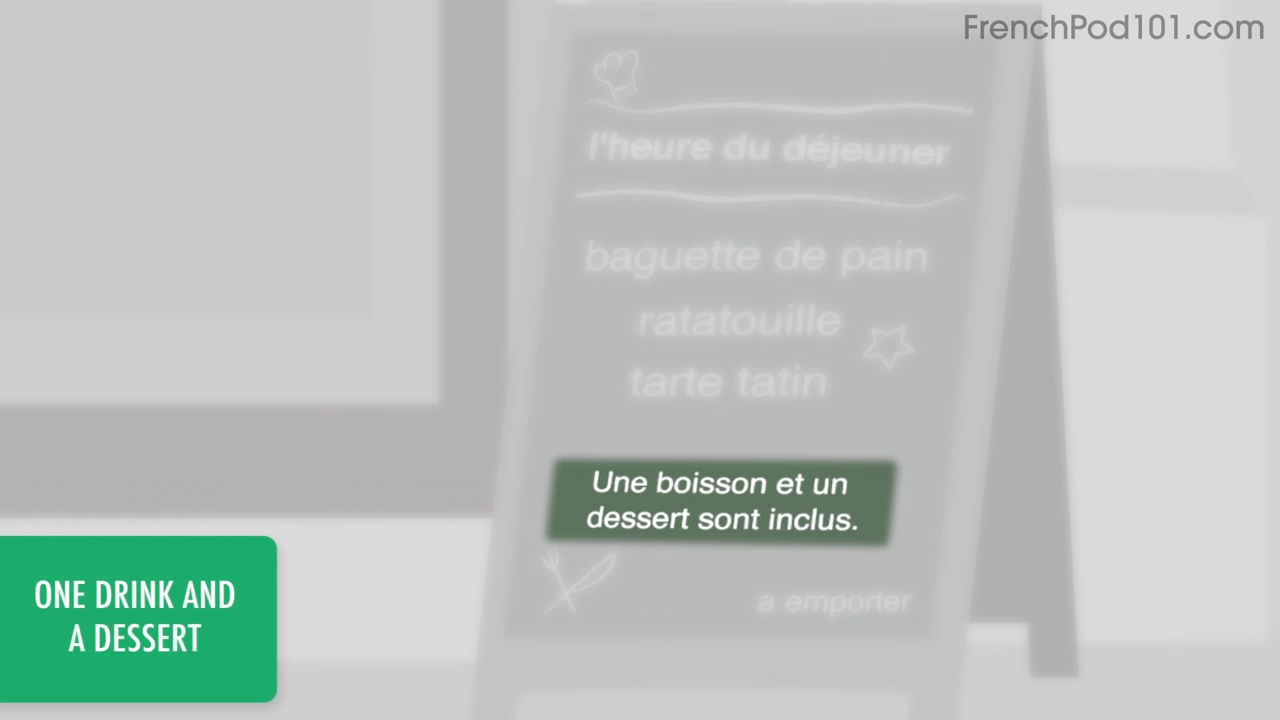 FrenchPod101.com
l'heure du déjeuner
baguette de pain
ratatouille
tarte tatin
Une boisson et un
dessert sont inclus.
a emporter
ONE DRINK AND
A DESSERT